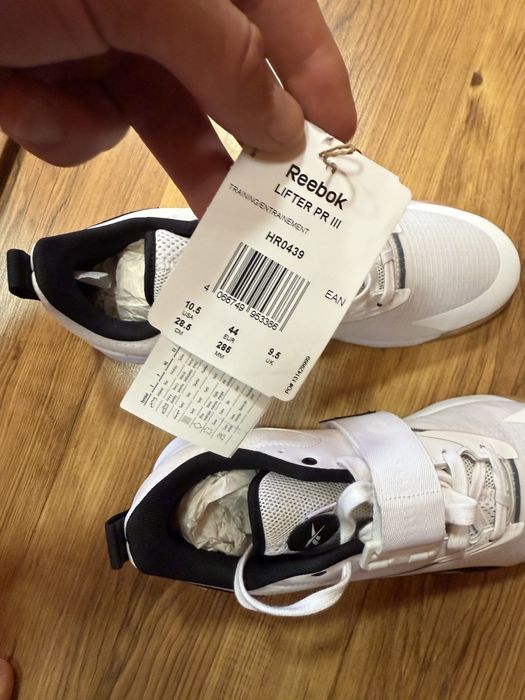 Reebok
LIFTER PR III
TRAINING/ENTRAINEMENT
HR0439
EAN
4 066749 953386
10.5 44 9.5
USA EUR UK
28.5 285
CM MM